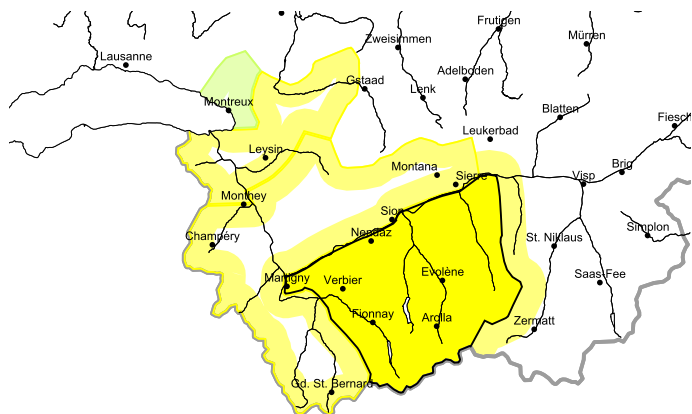 Frutigen
Zweisimmen
Mürren
Lausanne
Adelboden
Gstaad
Lenk
Montreux
Blatten
Fiesch
Leukerbad
Leysin
Montana
Sierre
Visp
Brig
Monthey
Sion
Simplon
Nendaz
Champéry
St. Niklaus
Martigny
Verbier
Evolène
Saas-Fee
Fionnay
Arolla
Zermatt
Gd. St. Bernard